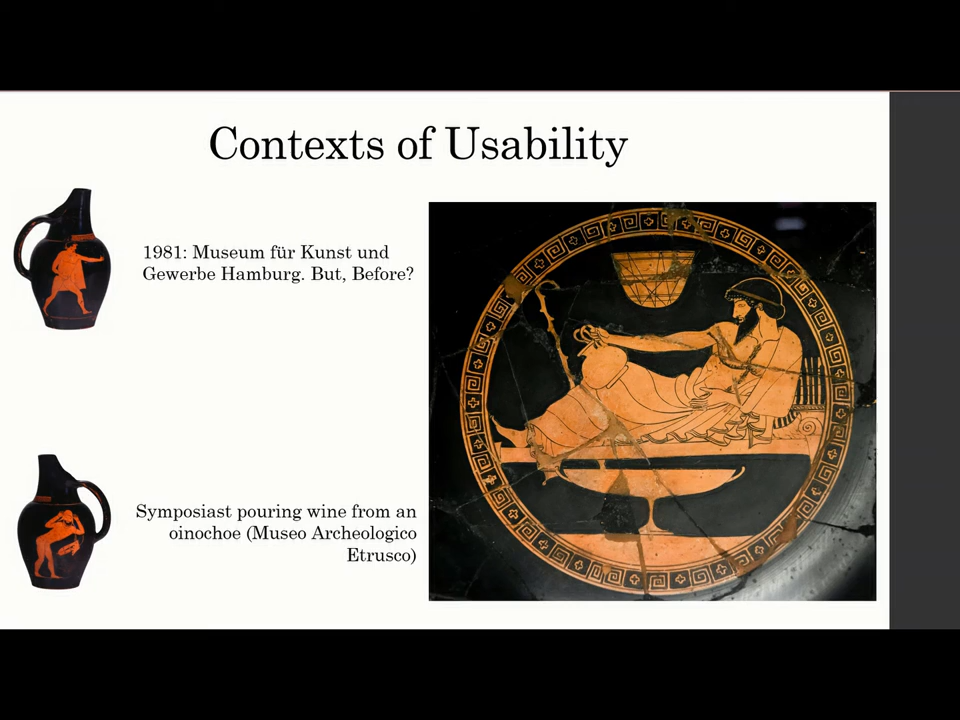 Contexts of Usability
1981: Museum für Kunst und
Gewerbe Hamburg. But, Before?
Symposiast pouring wine from an
oinochoe (Museo Archeologico
Etrusco)